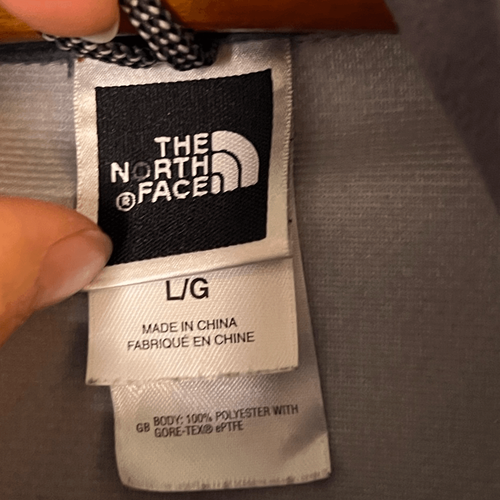 THE
NORTH
FACE
®
L/G
MADE IN CHINA
FABRIQUÉ EN CHINE
GB BODY: 100% POLYESTER WITH
GORE-TEX® ePTFE